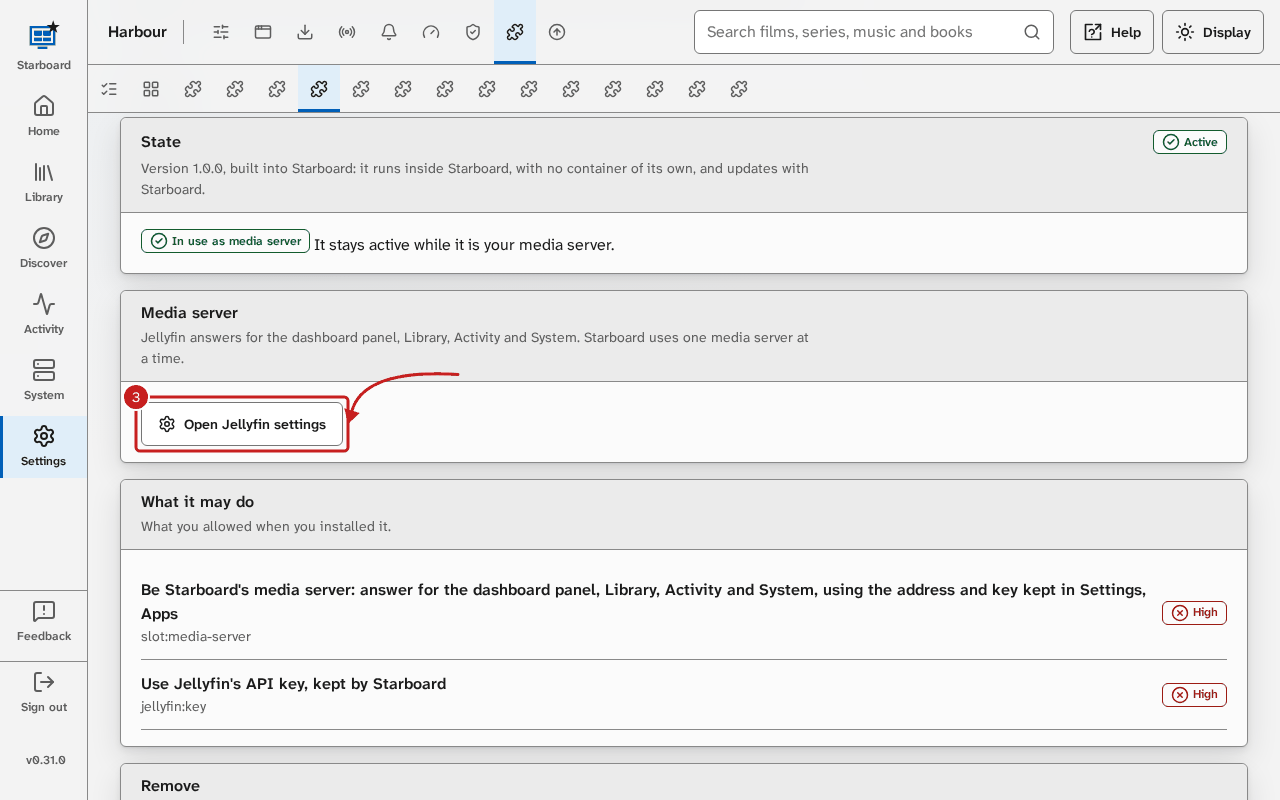 Starboard
Home
Library
Discover
Activity
System
Settings
Feedback
Sign out
v0.31.0
Harbour
Search films, series, music and books
Help
Display
State
Active
Version 1.0.0, built into Starboard: it runs inside Starboard, with no container of its own, and updates with
Starboard.
In use as media server It stays active while it is your media server.
Media server
Jellyfin answers for the dashboard panel, Library, Activity and System. Starboard uses one media server at
a time.
3
Open Jellyfin settings
What it may do
What you allowed when you installed it.
Be Starboard's media server: answer for the dashboard panel, Library, Activity and System, using the address and key kept in Settings,
Apps
High
slot:media-server
Use Jellyfin's API key, kept by Starboard
High
jellyfin:key
Remove